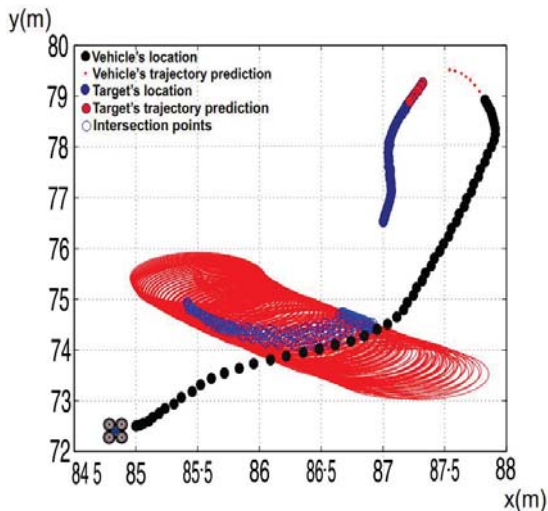 y(m)
80
79
78
77
76
75
74
73
72
Vehicle's location
Vehicle's trajectory prediction
Target's location
Target's trajectory prediction
Intersection points
84·5 85 85·5 86 86·5 87 87·5 88
x(m)